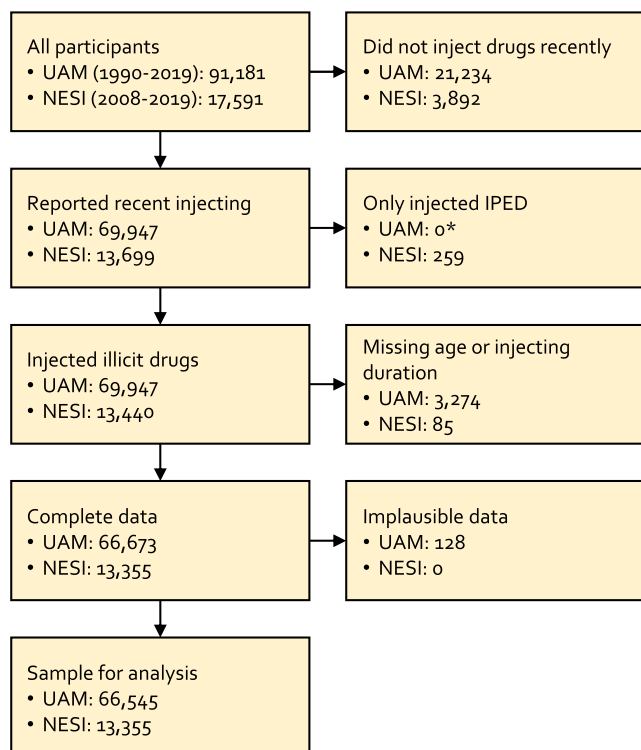 All participants
• UAM (1990-2019): 91,181
• NESI (2008-2019): 17,591
Did not inject drugs recently
• UAM: 21,234
• NESI: 3,892
Reported recent injecting
• UAM: 69,947
• NESI: 13,699
Only injected IPED
• UAM: 0*
• NESI: 259
Injected illicit drugs
• UAM: 69,947
• NESI: 13,440
Missing age or injecting
duration
• UAM: 3,274
• NESI: 85
Complete data
• UAM: 66,673
• NESI: 13,355
Implausible data
• UAM: 128
• NESI: 0
Sample for analysis
• UAM: 66,545
• NESI: 13,355